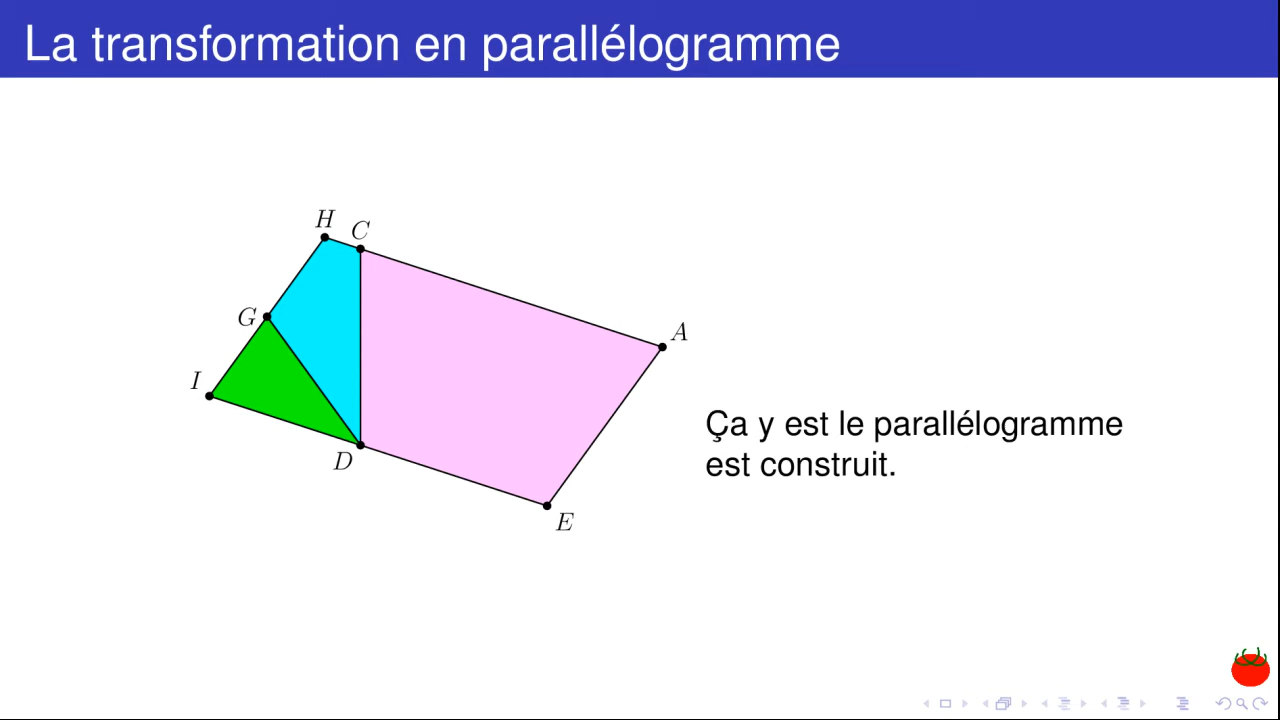 La transformation en parallélogramme
H
C
G
A
I
D
E
Ça y est le parallélogramme
est construit.